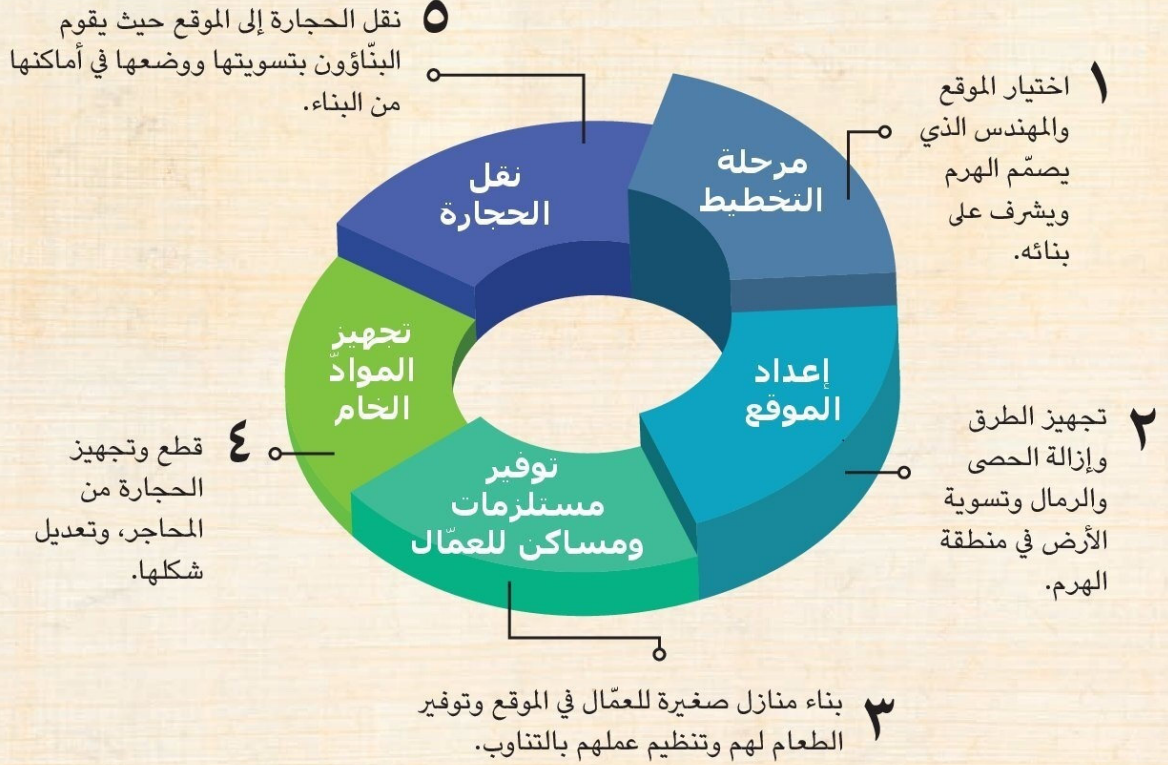 ١
اختيار الموقع
والمهندس الذي
يصمّم الهرم
ويشرف على
بنائه.
مرحلة
التخطيط
٢
تجهيز الطرق
وإزالة الحصى
والرمال وتسوية
الأرض في منطقة
الهرم.
إعداد
الموقع
٣
بناء منازل صغيرة للعمّال في الموقع وتوفير
الطعام لهم وتنظيم عملهم بالتناوب.
توفير
مستلزمات
ومساكن للعمّال
٤
قطع وتجهيز
الحجارة من
المحاجر، وتعديل
شكلها.
تجهيز
الموادّ
الخام
٥
نقل الحجارة إلى الموقع حيث يقوم
البنّاؤون بتسويتها ووضعها في أماكنها
من البناء.
نقل
الحجارة